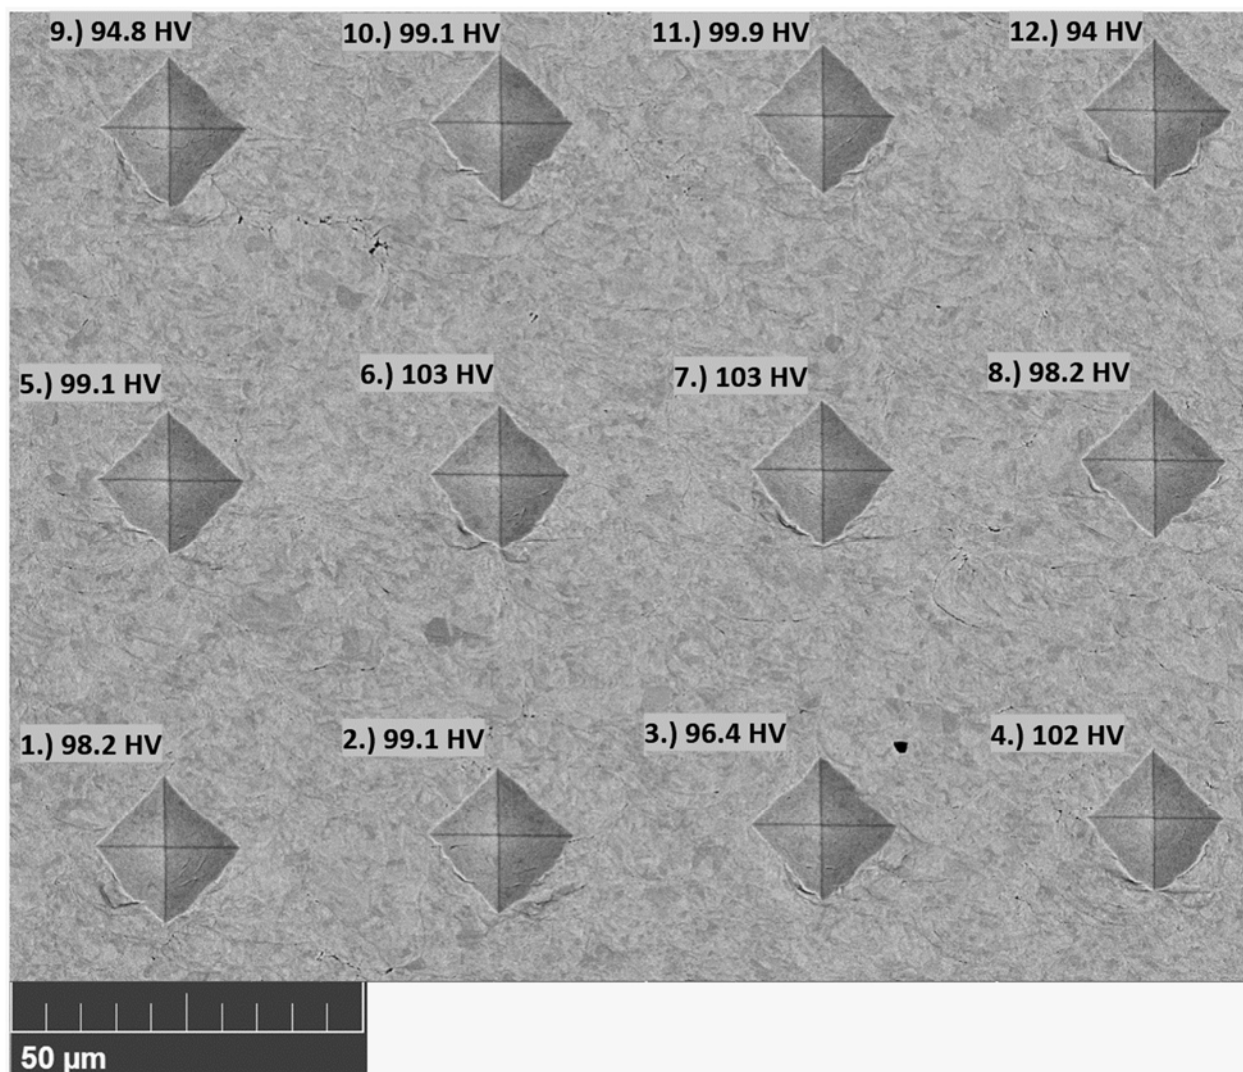 9.) 94.8 HV
10.) 99.1 HV
11.) 99.9 HV
12.) 94 HV
5.) 99.1 HV
6.) 103 HV
7.) 103 HV
8.) 98.2 HV
1.) 98.2 HV
2.) 99.1 HV
3.) 96.4 HV
4.) 102 HV
50 µm